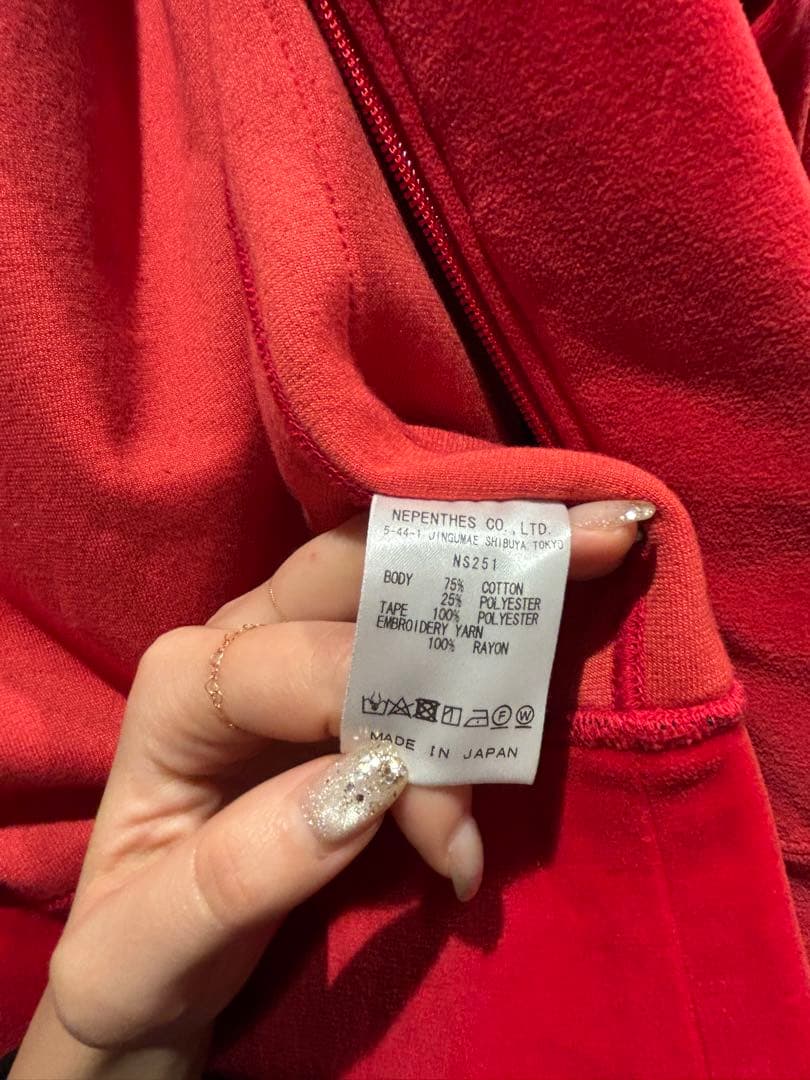 NEPENTHES CO.,LTD.
5-44-1 JINGUMAE SHIBUYA TOKYO
NS251
BODY 75% COTTON
25% POLYESTER
TAPE 100% POLYESTER
EMBROIDERY YARN
100% RAYON
F W
MADE IN JAPAN